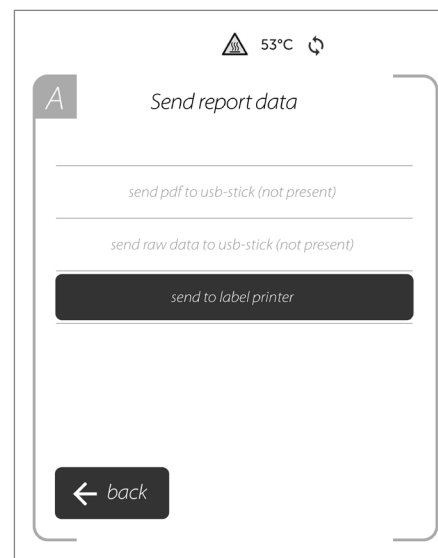 53°C
A
Send report data
send pdf to usb-stick (not present)
send raw data to usb-stick (not present)
send to label printer
back